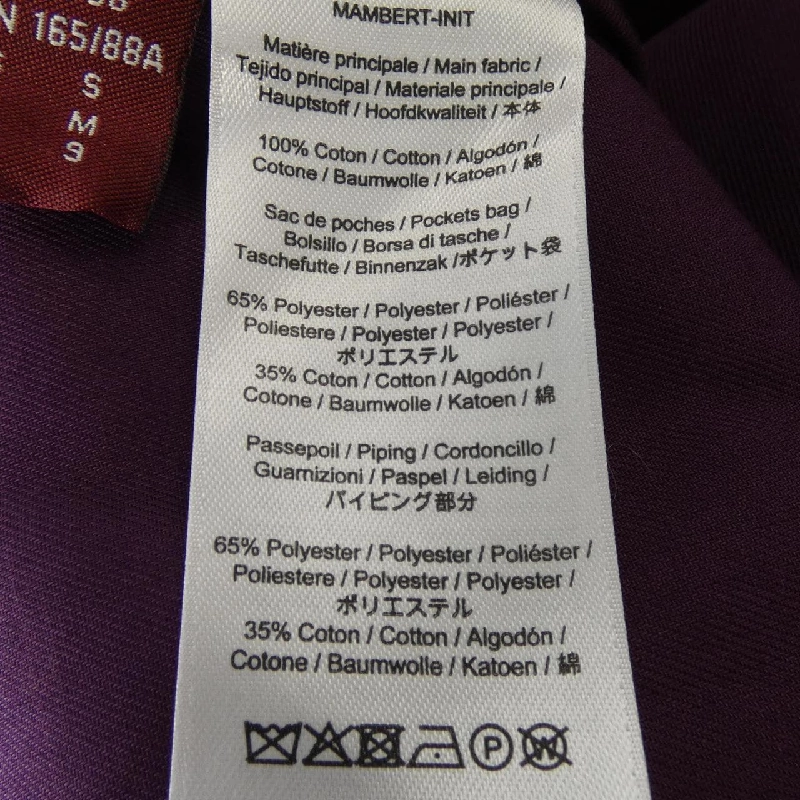 N 165/88A
S
M
9
MAMBERT-INIT
Matière principale / Main fabric /
Tejido principal / Materiale principale /
Hauptstoff / Hoofdkwaliteit / 本体
100% Coton / Cotton / Algodón /
Cotone / Baumwolle / Katoen / 綿
Sac de poches / Pockets bag /
Bolsillo / Borsa di tasche /
Taschefutte / Binnenzak /ポケット袋
65% Polyester / Polyester / Poliéster /
Poliestere / Polyester / Polyester /
ポリエステル
35% Coton / Cotton / Algodón /
Cotone / Baumwolle / Katoen / 綿
Passepoil / Piping / Cordoncillo /
Guarnizioni / Paspel / Leiding /
パイピング部分
65% Polyester / Polyester / Poliéster /
Poliestere / Polyester / Polyester /
ポリエステル
35% Coton / Cotton / Algodón /
Cotone / Baumwolle / Katoen / 綿
P W